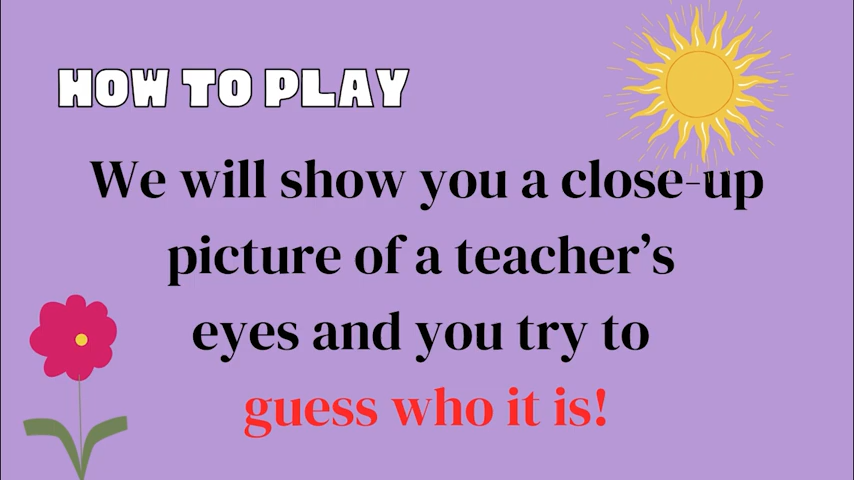 HOW TO PLAY
We will show you a close-up
picture of a teacher’s
eyes and you try to
guess who it is!